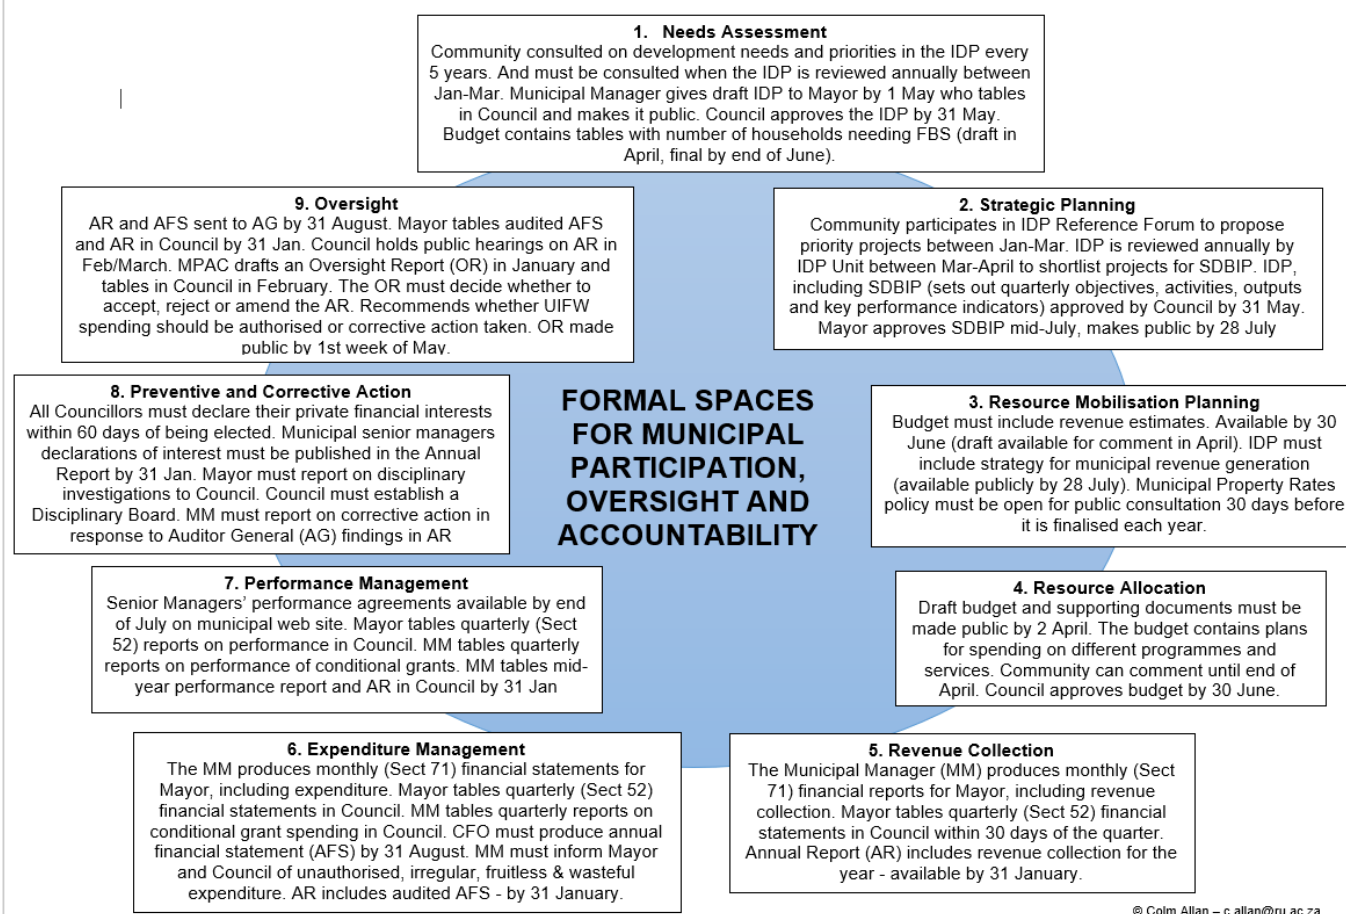 1. Needs Assessment
Community consulted on development needs and priorities in the IDP every
5 years. And must be consulted when the IDP is reviewed annually between
Jan-Mar. Municipal Manager gives draft IDP to Mayor by 1 May who tables
in Council and makes it public. Council approves the IDP by 31 May.
Budget contains tables with number of households needing FBS (draft in
April, final by end of June).
2. Strategic Planning
Community participates in IDP Reference Forum to propose
priority projects between Jan-Mar. IDP is reviewed annually by
IDP Unit between Mar-April to shortlist projects for SDBIP. IDP,
including SDBIP (sets out quarterly objectives, activities, outputs
and key performance indicators) approved by Council by 31 May.
Mayor approves SDBIP mid-July, makes public by 28 July
3. Resource Mobilisation Planning
Budget must include revenue estimates. Available by 30
June (draft available for comment in April). IDP must
include strategy for municipal revenue generation
(available publicly by 28 July). Municipal Property Rates
policy must be open for public consultation 30 days before
it is finalised each year.
4. Resource Allocation
Draft budget and supporting documents must be
made public by 2 April. The budget contains plans
for spending on different programmes and
services. Community can comment until end of
April. Council approves budget by 30 June.
5. Revenue Collection
The Municipal Manager (MM) produces monthly (Sect
71) financial reports for Mayor, including revenue
collection. Mayor tables quarterly (Sect 52) financial
statements in Council within 30 days of the quarter.
Annual Report (AR) includes revenue collection for the
year - available by 31 January.
6. Expenditure Management
The MM produces monthly (Sect 71) financial statements for
Mayor, including expenditure. Mayor tables quarterly (Sect 52)
financial statements in Council. MM tables quarterly reports on
conditional grant spending in Council. CFO must produce annual
financial statement (AFS) by 31 August. MM must inform Mayor
and Council of unauthorised, irregular, fruitless & wasteful
expenditure. AR includes audited AFS - by 31 January.
7. Performance Management
Senior Managers' performance agreements available by end
of July on municipal web site. Mayor tables quarterly (Sect
52) reports on performance in Council. MM tables quarterly
reports on performance of conditional grants. MM tables mid-
year performance report and AR in Council by 31 Jan
8. Preventive and Corrective Action
All Councillors must declare their private financial interests
within 60 days of being elected. Municipal senior managers
declarations of interest must be published in the Annual
Report by 31 Jan. Mayor must report on disciplinary
investigations to Council. Council must establish a
Disciplinary Board. MM must report on corrective action in
response to Auditor General (AG) findings in AR
9. Oversight
AR and AFS sent to AG by 31 August. Mayor tables audited AFS
and AR in Council by 31 Jan. Council holds public hearings on AR in
Feb/March. MPAC drafts an Oversight Report (OR) in January and
tables in Council in February. The OR must decide whether to
accept, reject or amend the AR. Recommends whether UIFW
spending should be authorised or corrective action taken. OR made
public by 1st week of May.
FORMAL SPACES
FOR MUNICIPAL
PARTICIPATION,
OVERSIGHT AND
ACCOUNTABILITY
© Colm Allan – c.allan@ru.ac.za